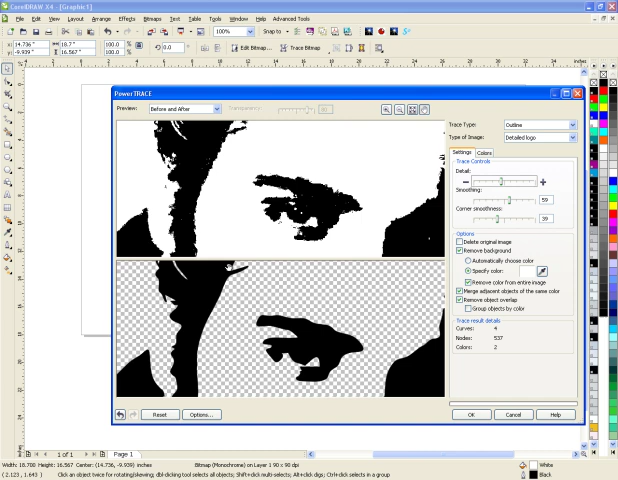 CorelDRAW X4 - [Graphic1]
File Edit View Layout Arrange Effects Bitmaps Text Table Tools Window Help Advanced Tools
100% Snap to
x: 14.736 " 18.7 " 100.0 % 0.0 Edit Bitmap... Trace Bitmap
y: -9.939 " 16.567 " 100.0 %
inches
PowerTRACE
Preview: Before and After Transparency:
Trace Type: Outline
Type of Image: Detailed logo
Settings Colors
Trace Controls
Detail:
Smoothing:
59
Corner smoothness:
39
Options
Delete original image
Remove background
Automatically choose color
Specify color:
Remove color from entire image
Merge adjacent objects of the same color
Remove object overlap
Group objects by color
Trace result details
Curves: 4
Nodes: 537
Colors: 2
Reset Options... OK Cancel Help
1 of 1 Page 1
Width: 18.700 Height: 16.567 Center: (14.736, -9.939) inches Bitmap (Monochrome) on Layer 1 90 x 90 dpi White
( 2.123 , 1.643 ) Click an object twice for rotating/skewing; dbl-clicking tool selects all objects; Shift+click multi-selects; Alt+click digs; Ctrl+click selects in a group Black